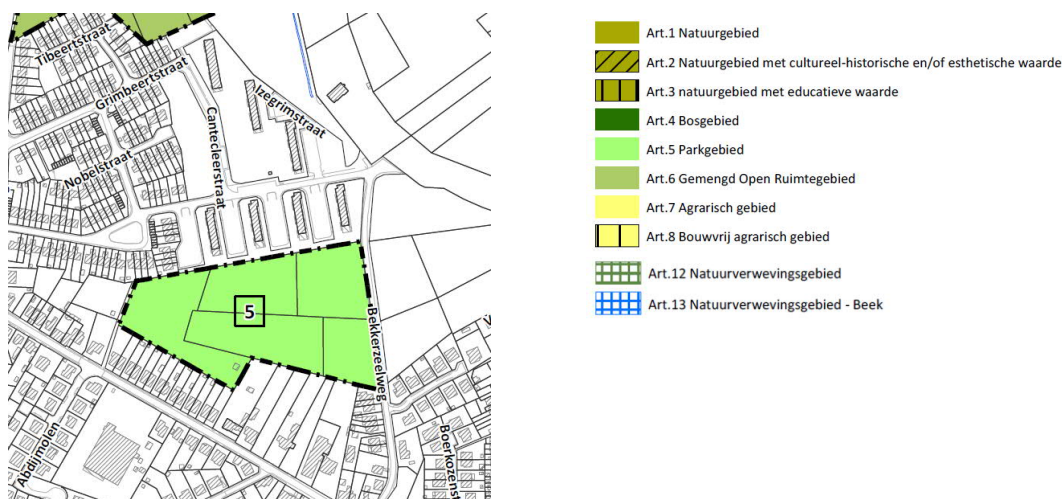 Tibeertstraat
Grimbeertstraat
Izegrimstraat
Cantecleerstraat
Nobelstraat
5
Bekkerzeelweg
Abdijmolen
Boerkozenst
Art.1 Natuurgebied
Art.2 Natuurgebied met cultureel-historische en/of esthetische waarde
Art.3 natuurgebied met educatieve waarde
Art.4 Bosgebied
Art.5 Parkgebied
Art.6 Gemengd Open Ruimtegebied
Art.7 Agrarisch gebied
Art.8 Bouwvrij agrarisch gebied
Art.12 Natuurverwevingsgebied
Art.13 Natuurverwevingsgebied - Beek